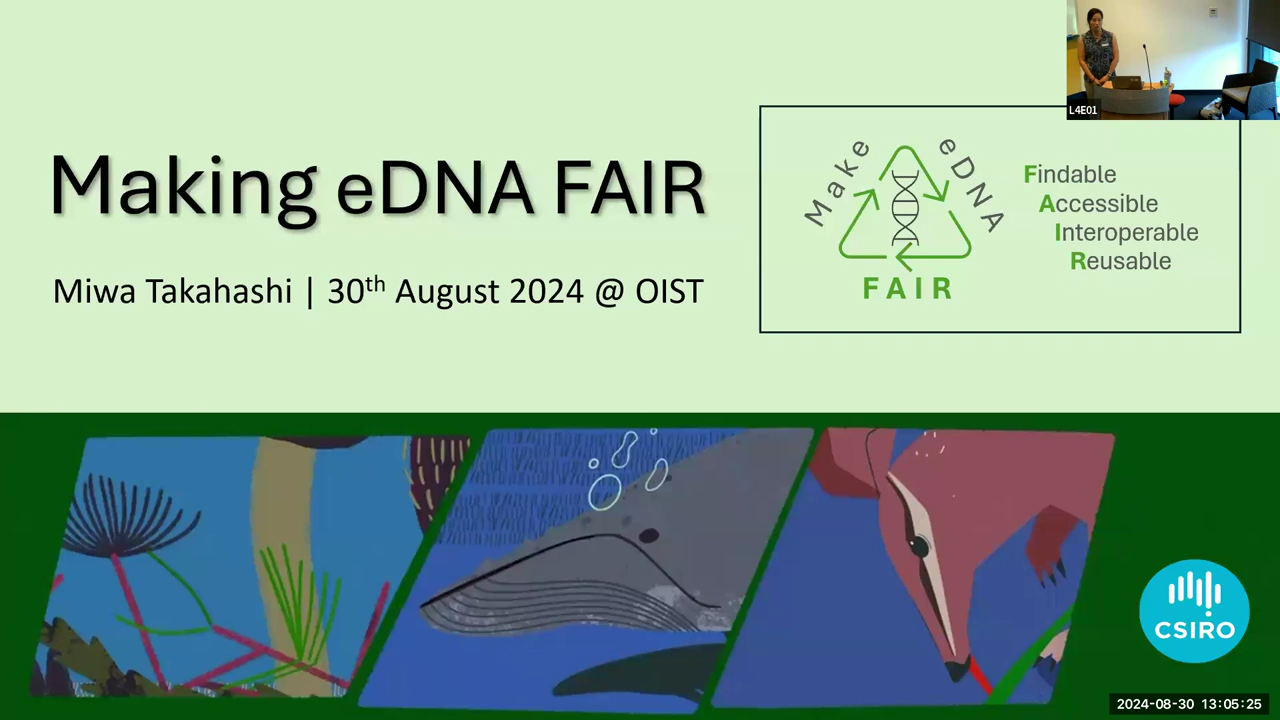 L4E01
Making eDNA FAIR
Miwa Takahashi | 30th August 2024 @ OIST
Make eDNA
FAIR
Findable
Accessible
Interoperable
Reusable
CSIRO
2024-08-30 13:05:25